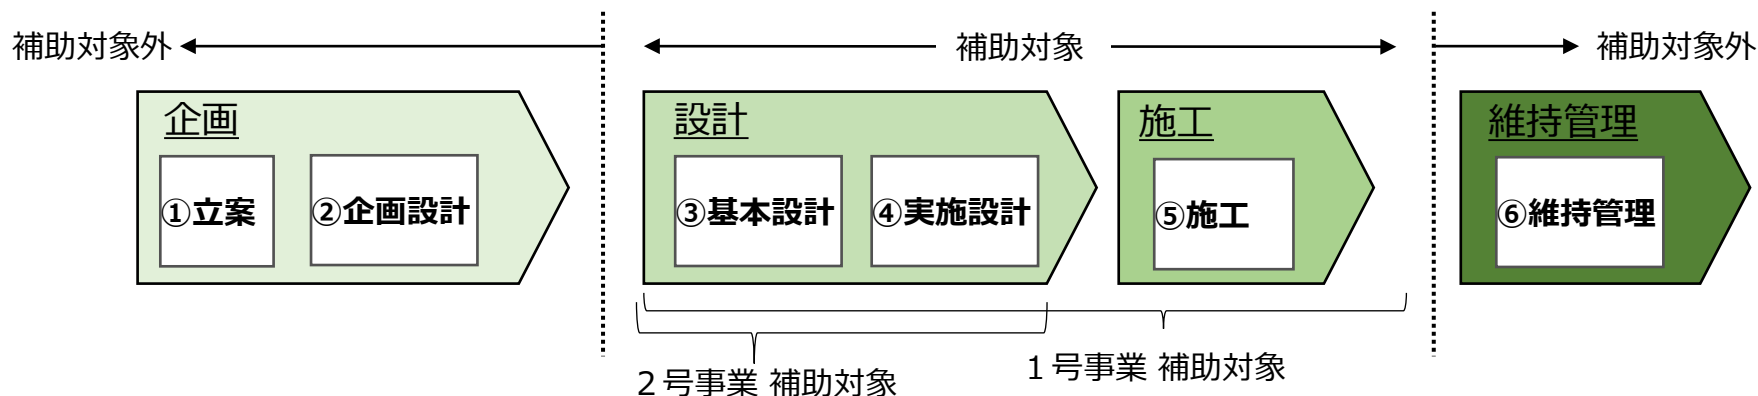 補助対象外
補助対象
補助対象外
企画
①立案
②企画設計
設計
③基本設計
④実施設計
施工
⑤施工
維持管理
⑥維持管理
２号事業 補助対象
１号事業 補助対象